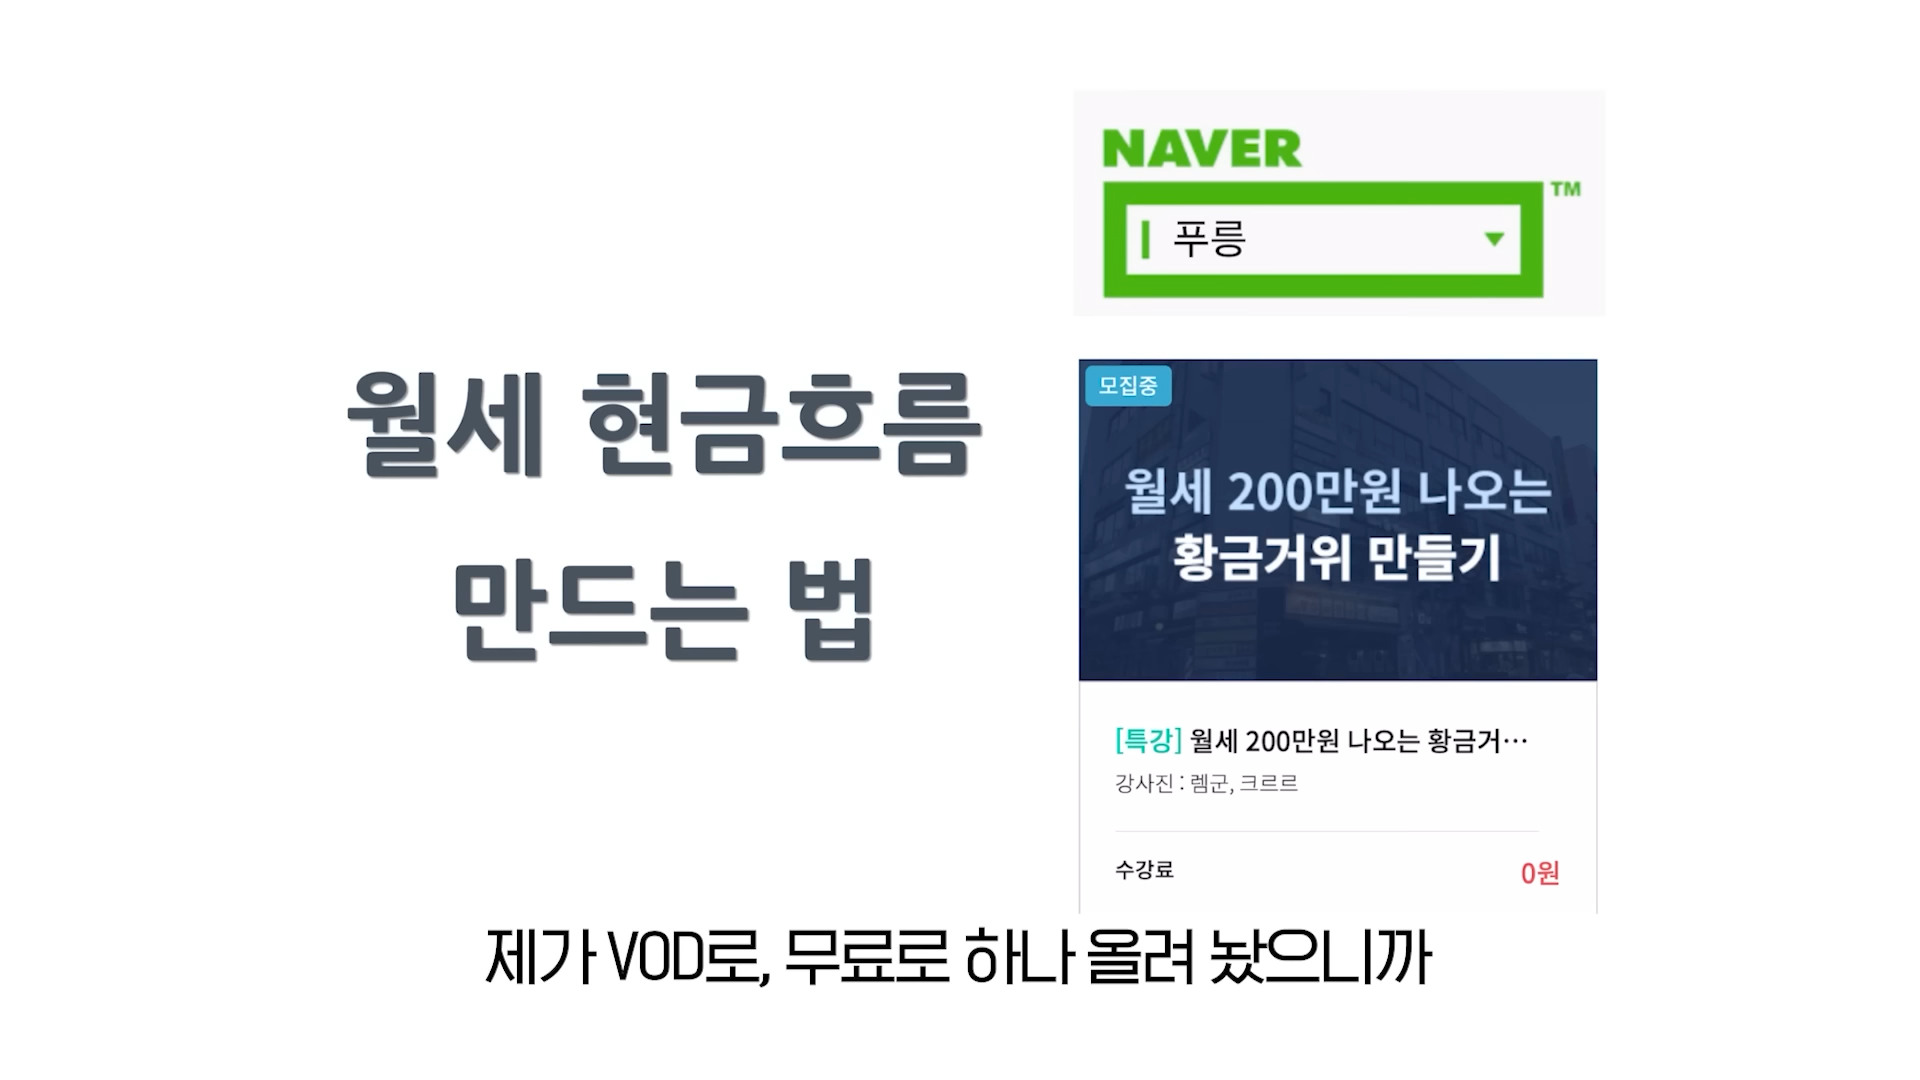 월세 현금흐름
만드는 법
NAVER
TM
푸릉
모집중
월세 200만원 나오는
황금거위 만들기
[특강] 월세 200만원 나오는 황금거…
강사진 : 렘군, 크르르
수강료
0원
제가 VOD로, 무료로 하나 올려 놨으니까